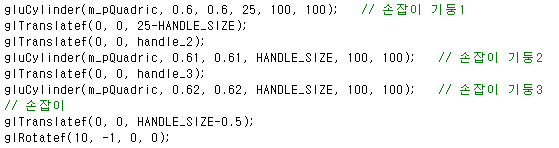 gluCylinder(m_pQuadric, 0.6, 0.6, 25, 100, 100);   // 손잡이 기둥1
glTranslatef(0, 0, 25-HANDLE_SIZE);
glTranslatef(0, 0, handle_2);
gluCylinder(m_pQuadric, 0.61, 0.61, HANDLE_SIZE, 100, 100);   // 손잡이 기둥2
glTranslatef(0, 0, handle_3);
gluCylinder(m_pQuadric, 0.62, 0.62, HANDLE_SIZE, 100, 100);   // 손잡이 기둥3
// 손잡이
glTranslatef(0, 0, HANDLE_SIZE-0.5);
glRotatef(10, -1, 0, 0);